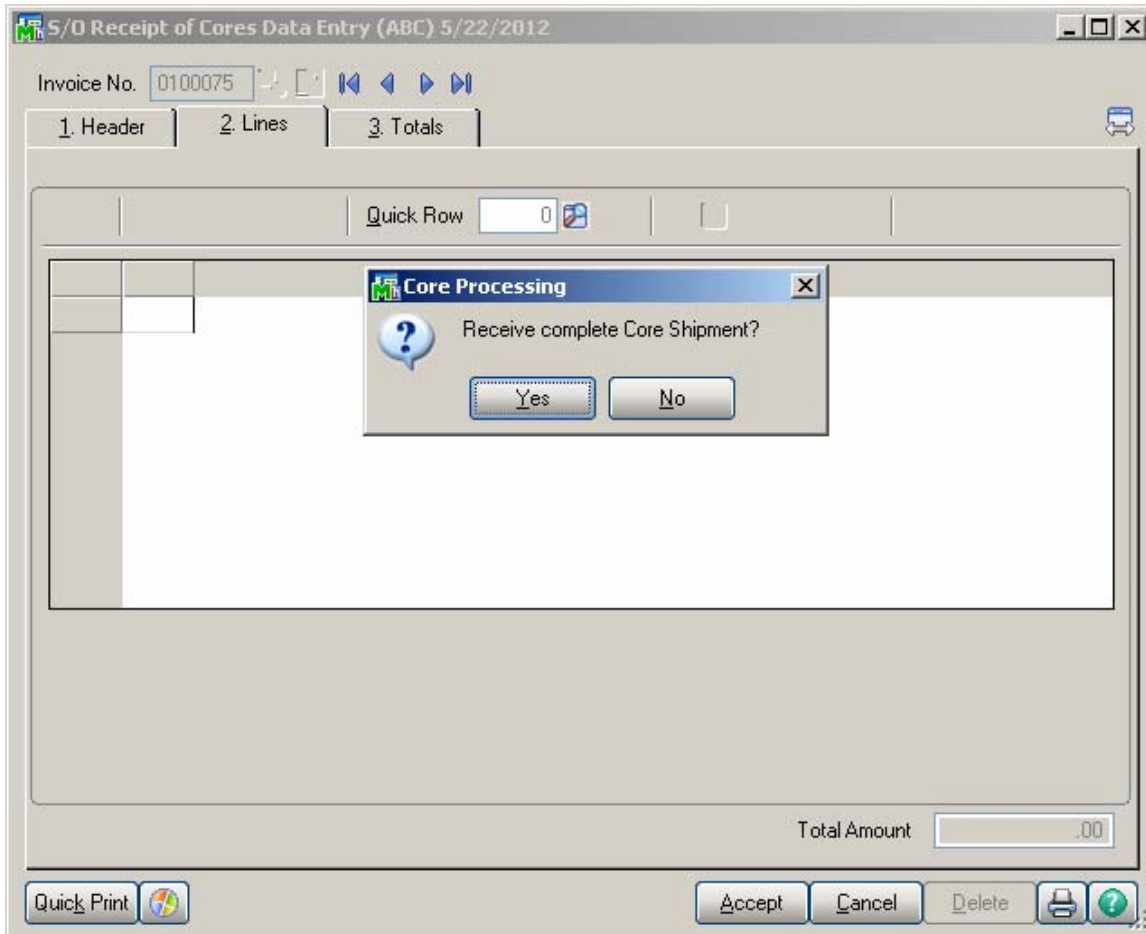 S/O Receipt of Cores Data Entry (ABC) 5/22/2012
Invoice No. 0100075
1. Header 2. Lines 3. Totals
Quick Row 0
Core Processing
Receive complete Core Shipment?
Yes No
Total Amount .00
Quick Print Accept Cancel Delete